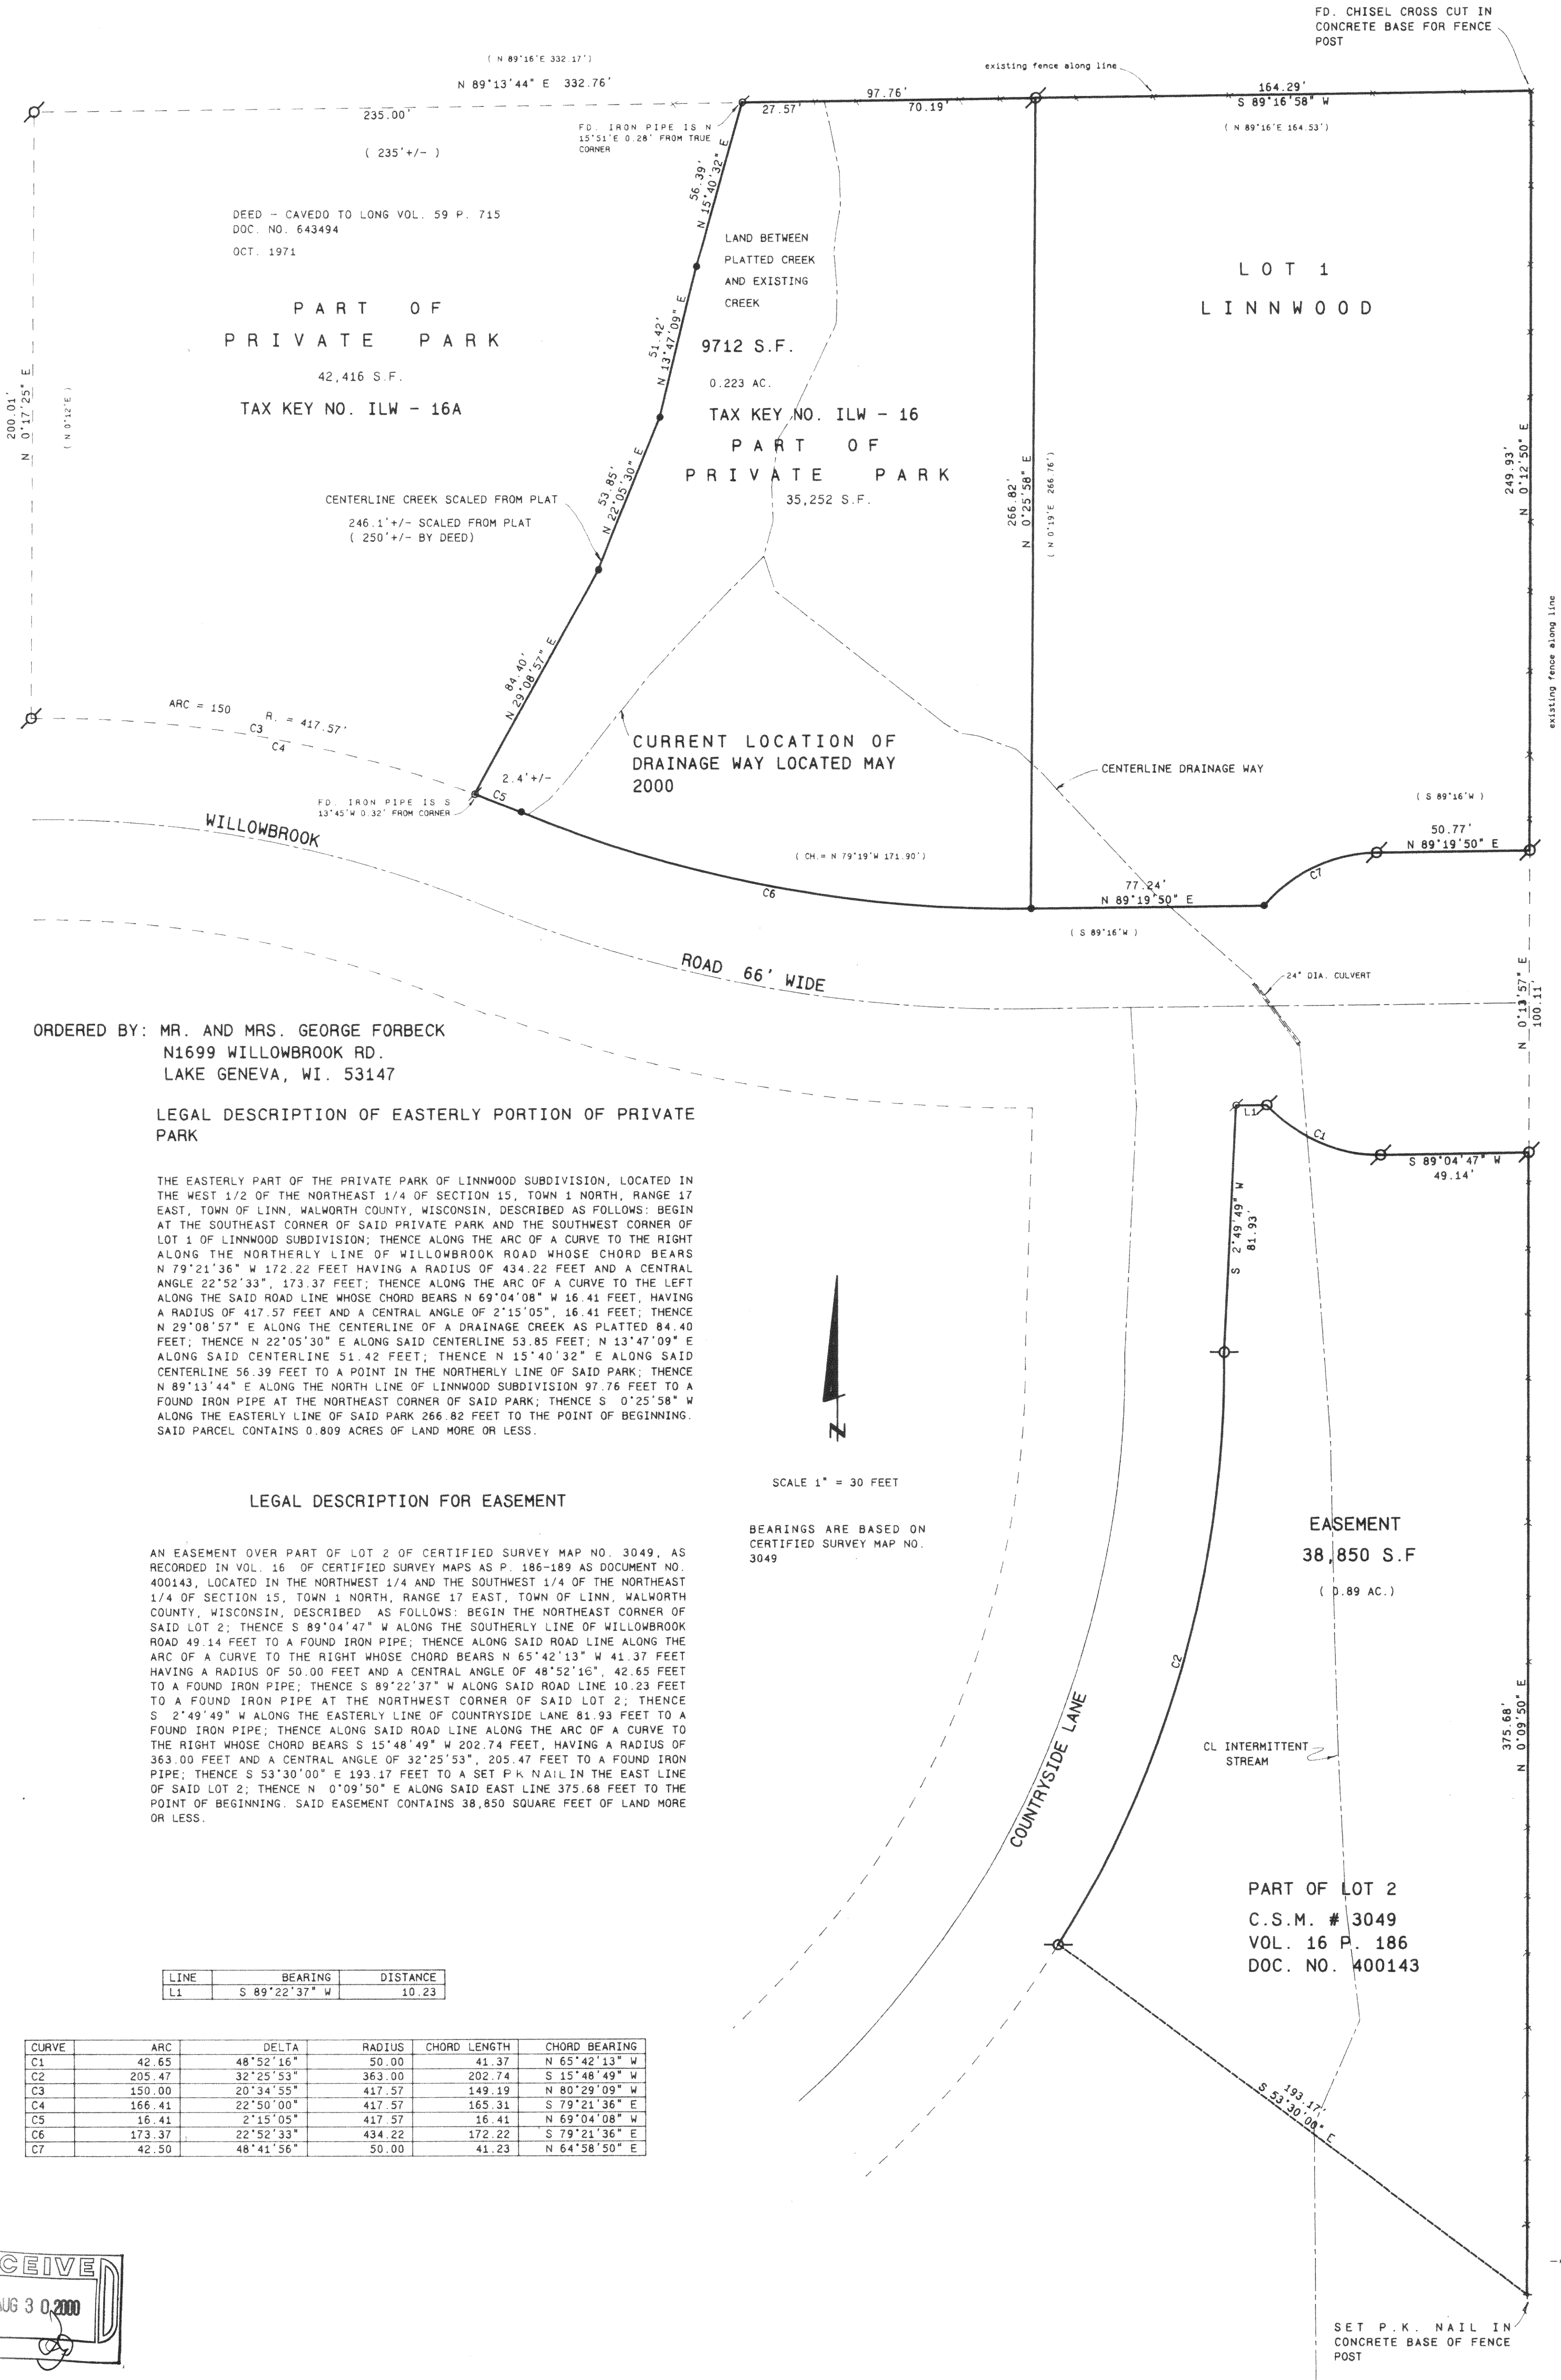 FD. CHISEL CROSS CUT IN
CONCRETE BASE FOR FENCE
POST
( N 89°16'E 332.17')
N 89°13'44" E 332.76'
existing fence along line
97.76'
164.29'
S 89°16'58" W
( N 89°16'E 164.53')
235.00'
27.57'
70.19'
( 235'+/- )
FD. IRON PIPE IS N
15°51'E 0.28' FROM TRUE
CORNER
56.39'
N 15°40'32" E
DEED - CAVEDO TO LONG VOL. 59 P. 715
DOC. NO. 643494
OCT. 1971
LAND BETWEEN
PLATTED CREEK
AND EXISTING
CREEK
LOT 1
LINNWOOD
PART OF
PRIVATE PARK
42,416 S.F.
TAX KEY NO. ILW - 16A
51.42'
N 13°47'09" E
9712 S.F.
0.223 AC.
TAX KEY NO. ILW - 16
PART OF
PRIVATE PARK
35,252 S.F.
200.01'
N 0°17'25" E
( N 0°12'E )
53.85'
N 22°05'30" E
CENTERLINE CREEK SCALED FROM PLAT
246.1'+/- SCALED FROM PLAT
( 250'+/- BY DEED)
266.82'
N 0°25'58" E
( N 0°19'E 266.76')
249.93'
N 0°12'50" E
existing fence along line
84.40'
N 29°08'57" E
ARC = 150 R. = 417.57'
C3
C4
CURRENT LOCATION OF
DRAINAGE WAY LOCATED MAY
2000
2.4'+/-
C5
CENTERLINE DRAINAGE WAY
FD. IRON PIPE IS S
13°45'W 0.32' FROM CORNER
( S 89°16'W )
50.77'
N 89°19'50" E
C7
WILLOWBROOK
( CH.= N 79°19'W 171.90')
C6
77.24'
N 89°19'50" E
( S 89°16'W )
ROAD 66' WIDE
24" DIA. CULVERT
N 0°13'57" E
100.11'
ORDERED BY: MR. AND MRS. GEORGE FORBECK
N1699 WILLOWBROOK RD.
LAKE GENEVA, WI. 53147
LEGAL DESCRIPTION OF EASTERLY PORTION OF PRIVATE
PARK
L1
C1
S 89°04'47" W
49.14'
THE EASTERLY PART OF THE PRIVATE PARK OF LINNWOOD SUBDIVISION, LOCATED IN
THE WEST 1/2 OF THE NORTHEAST 1/4 OF SECTION 15, TOWN 1 NORTH, RANGE 17
EAST, TOWN OF LINN, WALWORTH COUNTY, WISCONSIN, DESCRIBED AS FOLLOWS: BEGIN
AT THE SOUTHEAST CORNER OF SAID PRIVATE PARK AND THE SOUTHWEST CORNER OF
LOT 1 OF LINNWOOD SUBDIVISION; THENCE ALONG THE ARC OF A CURVE TO THE RIGHT
ALONG THE NORTHERLY LINE OF WILLOWBROOK ROAD WHOSE CHORD BEARS
N 79°21'36" W 172.22 FEET HAVING A RADIUS OF 434.22 FEET AND A CENTRAL
ANGLE 22°52'33", 173.37 FEET; THENCE ALONG THE ARC OF A CURVE TO THE LEFT
ALONG THE SAID ROAD LINE WHOSE CHORD BEARS N 69°04'08" W 16.41 FEET, HAVING
A RADIUS OF 417.57 FEET AND A CENTRAL ANGLE OF 2°15'05", 16.41 FEET; THENCE
N 29°08'57" E ALONG THE CENTERLINE OF A DRAINAGE CREEK AS PLATTED 84.40
FEET; THENCE N 22°05'30" E ALONG SAID CENTERLINE 53.85 FEET; N 13°47'09" E
ALONG SAID CENTERLINE 51.42 FEET; THENCE N 15°40'32" E ALONG SAID
CENTERLINE 56.39 FEET TO A POINT IN THE NORTHERLY LINE OF SAID PARK; THENCE
N 89°13'44" E ALONG THE NORTH LINE OF LINNWOOD SUBDIVISION 97.76 FEET TO A
FOUND IRON PIPE AT THE NORTHEAST CORNER OF SAID PARK; THENCE S 0°25'58" W
ALONG THE EASTERLY LINE OF SAID PARK 266.82 FEET TO THE POINT OF BEGINNING.
SAID PARCEL CONTAINS 0.809 ACRES OF LAND MORE OR LESS.
S 2°49'49" W
81.93'
N
SCALE 1" = 30 FEET
BEARINGS ARE BASED ON
CERTIFIED SURVEY MAP NO.
3049
LEGAL DESCRIPTION FOR EASEMENT
AN EASEMENT OVER PART OF LOT 2 OF CERTIFIED SURVEY MAP NO. 3049, AS
RECORDED IN VOL. 16 OF CERTIFIED SURVEY MAPS AS P. 186-189 AS DOCUMENT NO.
400143, LOCATED IN THE NORTHWEST 1/4 AND THE SOUTHWEST 1/4 OF THE NORTHEAST
1/4 OF SECTION 15, TOWN 1 NORTH, RANGE 17 EAST, TOWN OF LINN, WALWORTH
COUNTY, WISCONSIN, DESCRIBED AS FOLLOWS: BEGIN THE NORTHEAST CORNER OF
SAID LOT 2; THENCE S 89°04'47" W ALONG THE SOUTHERLY LINE OF WILLOWBROOK
ROAD 49.14 FEET TO A FOUND IRON PIPE; THENCE ALONG SAID ROAD LINE ALONG THE
ARC OF A CURVE TO THE RIGHT WHOSE CHORD BEARS N 65°42'13" W 41.37 FEET
HAVING A RADIUS OF 50.00 FEET AND A CENTRAL ANGLE OF 48°52'16", 42.65 FEET
TO A FOUND IRON PIPE; THENCE S 89°22'37" W ALONG SAID ROAD LINE 10.23 FEET
TO A FOUND IRON PIPE AT THE NORTHWEST CORNER OF SAID LOT 2; THENCE
S 2°49'49" W ALONG THE EASTERLY LINE OF COUNTRYSIDE LANE 81.93 FEET TO A
FOUND IRON PIPE; THENCE ALONG SAID ROAD LINE ALONG THE ARC OF A CURVE TO
THE RIGHT WHOSE CHORD BEARS S 15°48'49" W 202.74 FEET, HAVING A RADIUS OF
363.00 FEET AND A CENTRAL ANGLE OF 32°25'53", 205.47 FEET TO A FOUND IRON
PIPE; THENCE S 53°30'00" E 193.17 FEET TO A SET PK NAIL IN THE EAST LINE
OF SAID LOT 2; THENCE N 0°09'50" E ALONG SAID EAST LINE 375.68 FEET TO THE
POINT OF BEGINNING. SAID EASEMENT CONTAINS 38,850 SQUARE FEET OF LAND MORE
OR LESS.
EASEMENT
38,850 S.F
( 0.89 AC.)
C2
COUNTRYSIDE LANE
CL INTERMITTENT
STREAM
375.68'
N 0°09'50" E
PART OF LOT 2
C.S.M. # 3049
VOL. 16 P. 186
DOC. NO. 400143
LINE BEARING DISTANCE
L1 S 89°22'37" W 10.23
CURVE ARC DELTA RADIUS CHORD LENGTH CHORD BEARING
C1 42.65 48°52'16" 50.00 41.37 N 65°42'13" W
C2 205.47 32°25'53" 363.00 202.74 S 15°48'49" W
C3 150.00 20°34'55" 417.57 149.19 N 80°29'09" W
C4 166.41 22°50'00" 417.57 165.31 S 79°21'36" E
C5 16.41 2°15'05" 417.57 16.41 N 69°04'08" W
C6 173.37 22°52'33" 434.22 172.22 S 79°21'36" E
C7 42.50 48°41'56" 50.00 41.23 N 64°58'50" E
193.17'
S 53°30'00" E
CEIVED
UG 3 0 2000
SET P.K. NAIL IN
CONCRETE BASE OF FENCE
POST